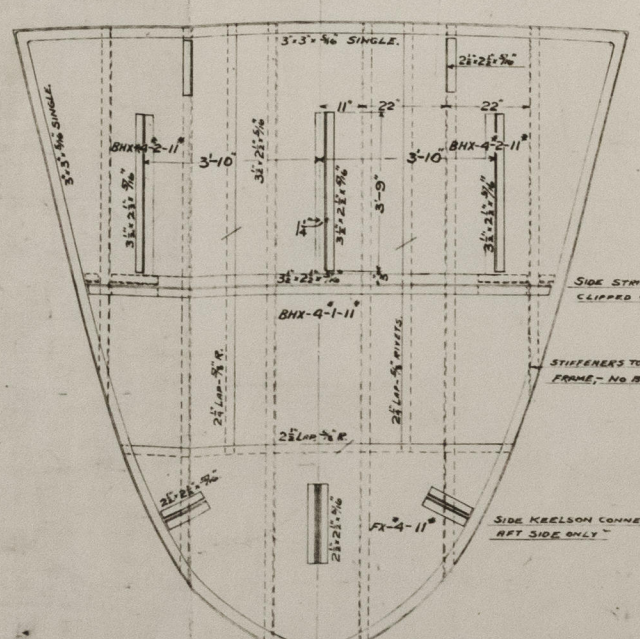 3"×3"×5/16" SINGLE.
2½"×2½"×5/16"
3"×3"×5/16" SINGLE.
11"
22"
22"
BHX-4-2-11#
3½"×2½"×5/16"
BHX-4-2-11#
3'-10"
3'-10"
3½"×2½"×5/16"
3½"×2½"×5/16"
3'-9"
3½"×2½"×5/16"
3½"×2½"×5/16"
5"
SIDE STR
CLIPPED
BHX-4-1-11#
2¼" LAP-5/8" R.
2¼" LAP-5/8" RIVETS.
STIFFENERS TO
FRAME,- NO
LAP 5/8" R.
2½"×2½"×5/16"
2½"×2½"×5/16"
FX-4-11#
SIDE KEELSON CONNE
AFT SIDE ONLY